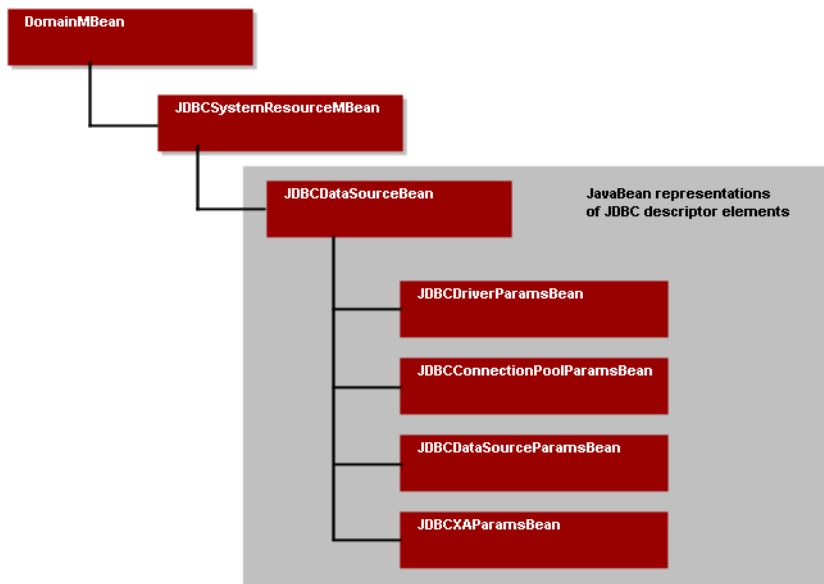 DomainMBean
JDBCSystemResourceMBean
JDBCDataSourceBean
JavaBean representations
of JDBC descriptor elements
JDBCDriverParamsBean
JDBCConnectionPoolParamsBean
JDBCDataSourceParamsBean
JDBCXAParamsBean